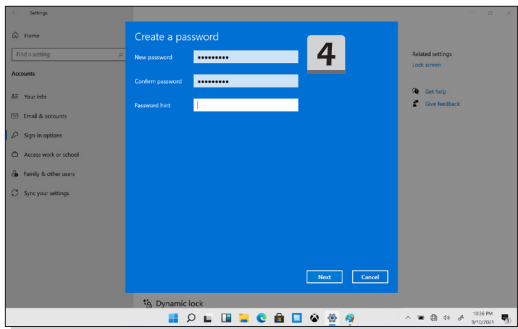 Settings
Home
Find a setting
Accounts
Your info
Email & accounts
Sign-in options
Access work or school
Family & other users
Sync your settings
Create a password
4
New password
Confirm password
Password hint
Next
Cancel
Related settings
Lock screen
Get help
Give feedback
Dynamic lock
10:36 PM
9/10/2021